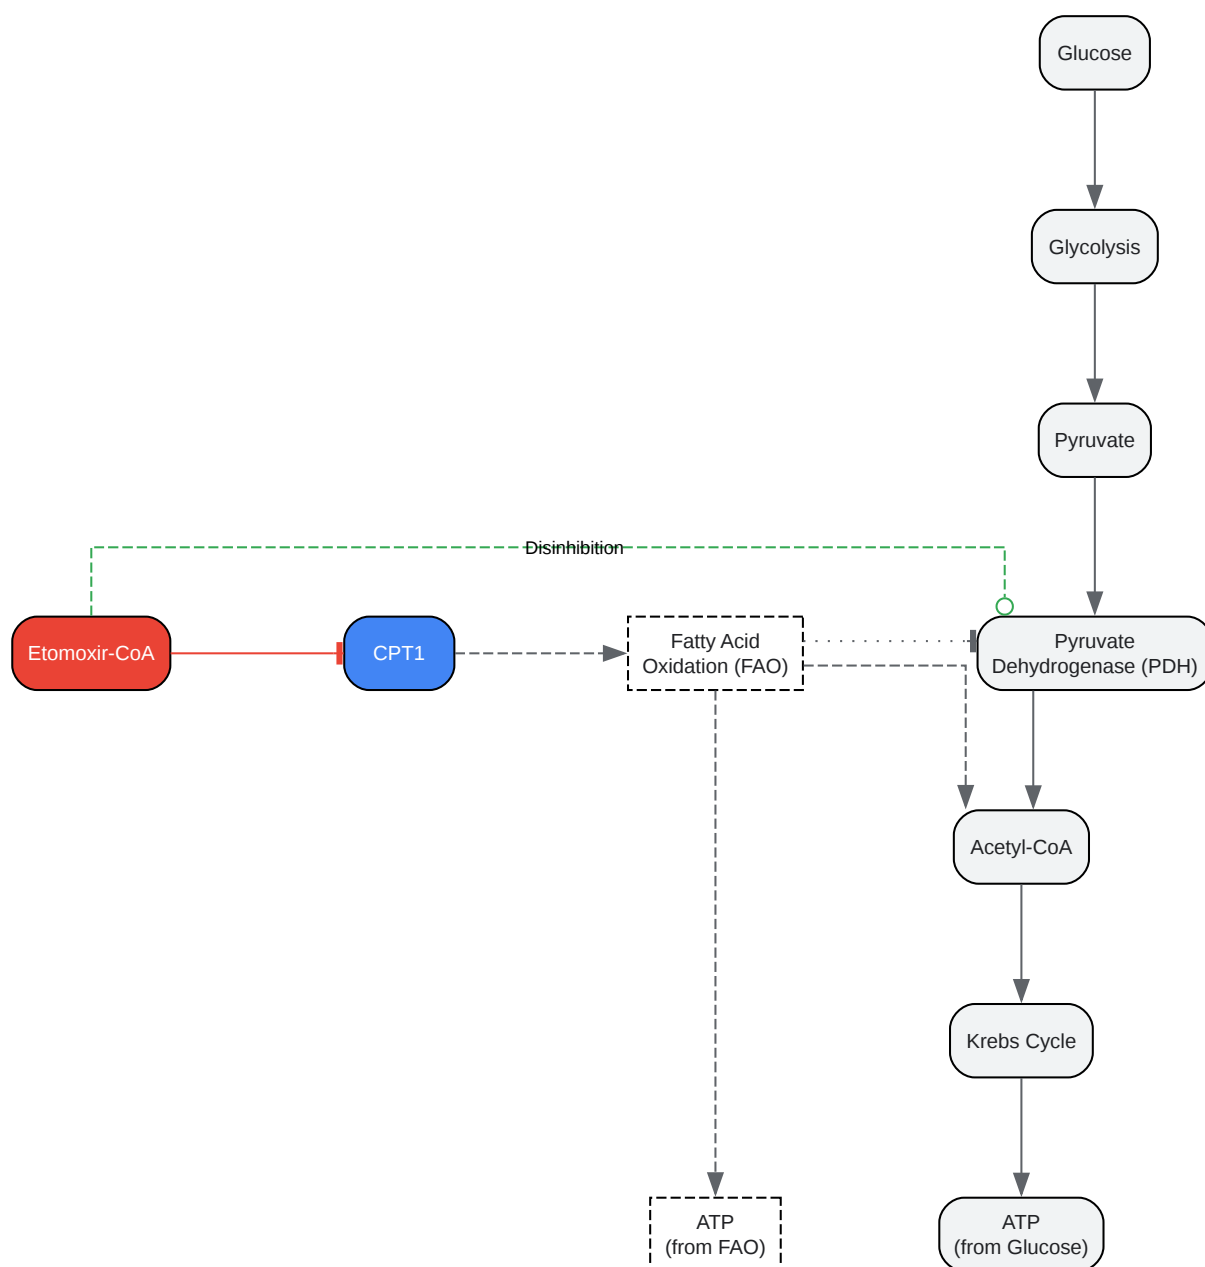 Glucose
Glycolysis
Pyruvate
Disinhibition
Etomoxir-CoA
CPT1
Fatty Acid
Oxidation (FAO)
Pyruvate
Dehydrogenase (PDH)
Acetyl-CoA
Krebs Cycle
ATP
(from FAO)
ATP
(from Glucose)